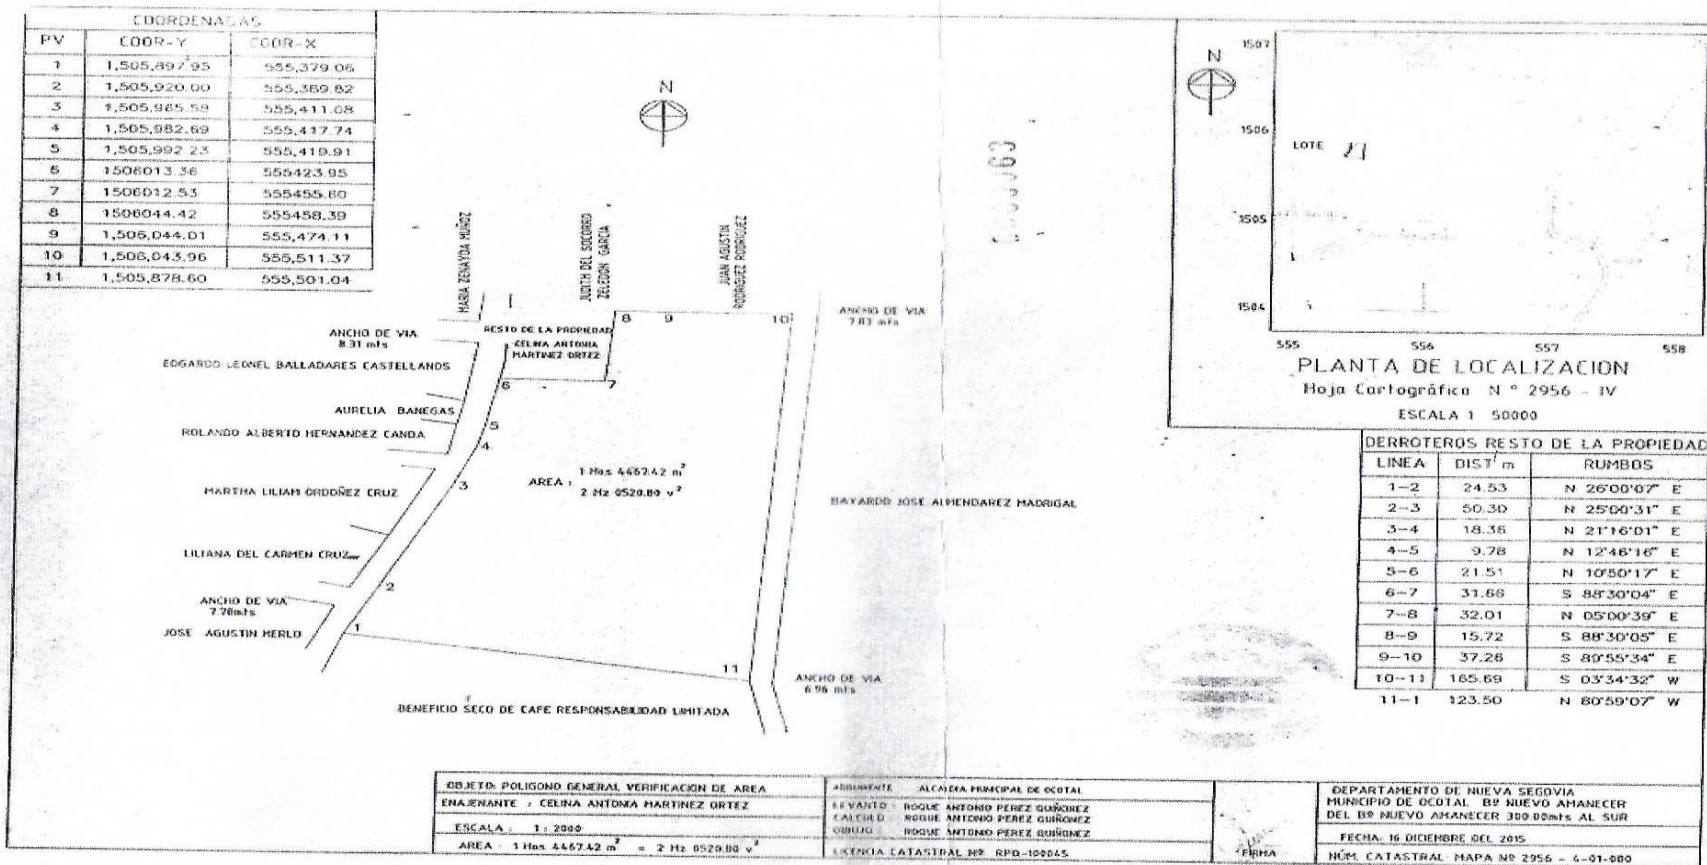 COORDENADAS
PV COOR-Y COOR-X
1 1,505,897.95 555,379.06
2 1,505,920.00 555,389.82
3 1,505,965.58 555,411.08
4 1,505,982.69 555,417.74
5 1,505,992.23 555,419.91
6 1506013.36 555423.95
7 1506012.53 555455.60
8 1506044.42 555458.39
9 1,506,044.01 555,474.11
10 1,506,043.96 555,511.37
11 1,505,878.60 555,501.04
N
MARIA ZENAYDA MUÑOZ
JUDITH DEL SOCORRO
ZELEDON GARCIA
JUAN AGUSTIN
RODRIGUEZ RODRIGUEZ
ANCHO DE VIA
8.31 mts
RESTO DE LA PROPIEDAD
CELINA ANTONIA
MARTINEZ ORTEZ
8 9 10
ANCHO DE VIA
7.83 mts
EDGARDO LEONEL BALLADARES CASTELLANOS
6 7
AURELIA BANEGAS
5
ROLANDO ALBERTO HERNANDEZ CANDA
4
AREA :
1 Has 4467.42 m²
2 Mz 0520.80 v²
3
MARTHA LILIAM ORDOÑEZ CRUZ
BAYARDO JOSE ALMENDAREZ MADRIGAL
LILIANA DEL CARMEN CRUZ
2
ANCHO DE VIA
7.78mts
JOSE AGUSTIN MERLO
1
11
ANCHO DE VIA
6.96 mts
BENEFICIO SECO DE CAFE RESPONSABILIDAD LIMITADA
N
1507
1506
LOTE
1505
1504
555 556 557 558
PLANTA DE LOCALIZACION
Hoja Cartográfica N° 2956 - IV
ESCALA 1 50000
DERROTEROS RESTO DE LA PROPIEDAD
LINEA DIST m RUMBOS
1-2 24.53 N 26°00'07" E
2-3 50.30 N 25°00'31" E
3-4 18.36 N 21°16'01" E
4-5 9.78 N 12°46'16" E
5-6 21.51 N 10°50'17" E
6-7 31.66 S 88°30'04" E
7-8 32.01 N 05°00'39" E
8-9 15.72 S 88°30'05" E
9-10 37.26 S 89°55'34" E
10-11 165.69 S 03°34'32" W
11-1 123.50 N 80°59'07" W
OBJETO: POLIGONO GENERAL VERIFICACION DE AREA
ENAJENANTE : CELINA ANTONIA MARTINEZ ORTEZ
ESCALA : 1 : 2000
AREA : 1 Has 4467.42 m² = 2 Mz 0520.80 v²
ALCALDIA MUNICIPAL DE OCOTAL
LEVANTO : ROQUE ANTONIO PEREZ QUIÑONEZ
CALCULO : ROQUE ANTONIO PEREZ QUIÑONEZ
DIBUJO : ROQUE ANTONIO PEREZ QUIÑONEZ
LICENCIA CATASTRAL Nº RPO-100045
FIRMA
DEPARTAMENTO DE NUEVA SEGOVIA
MUNICIPIO DE OCOTAL Bº NUEVO AMANECER
DEL Bº NUEVO AMANECER 300.00mts AL SUR
FECHA: 16 DICIEMBRE DEL 2015
NÚM. CATASTRAL: MAPA Nº 2956 - 4-01-000